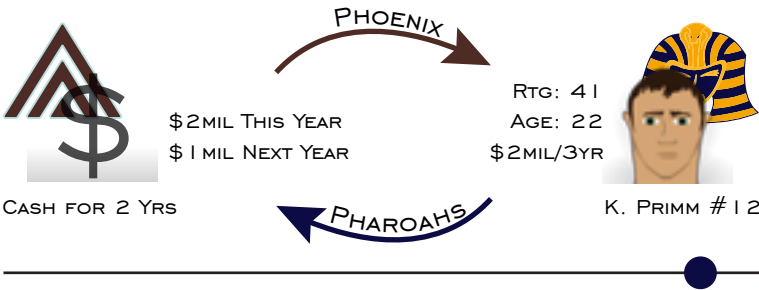 Phoenix
$2mil This Year
$1mil Next Year
Cash for 2 Yrs
Rtg: 41
Age: 22
$2mil/3yr
K. Primm #12
Pharoahs